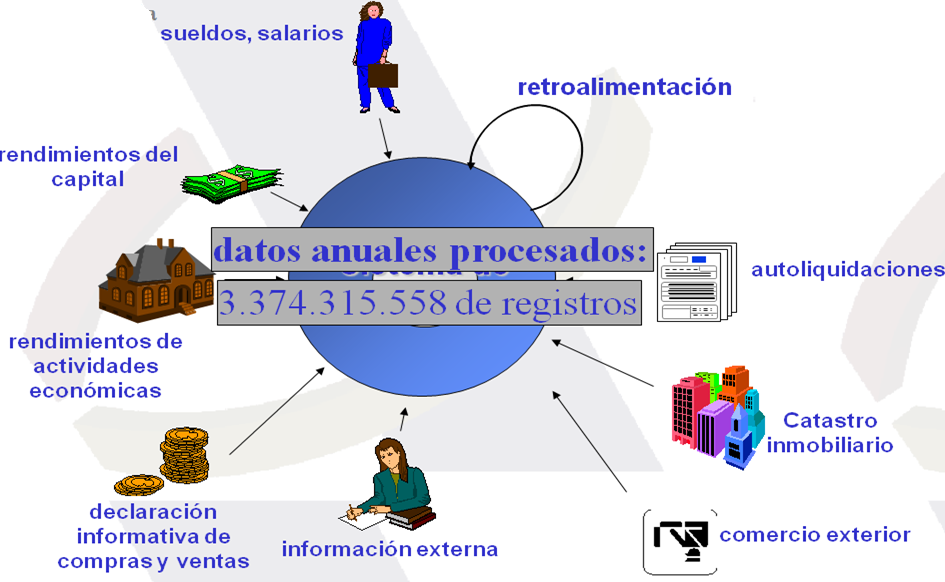 sueldos, salarios
retroalimentación
rendimientos del
capital
datos anuales procesados:
3.374.315.558 de registros
autoliquidaciones
rendimientos de
actividades
económicas
Catastro
inmobiliario
declaración
informativa de
compras y ventas
información externa
comercio exterior